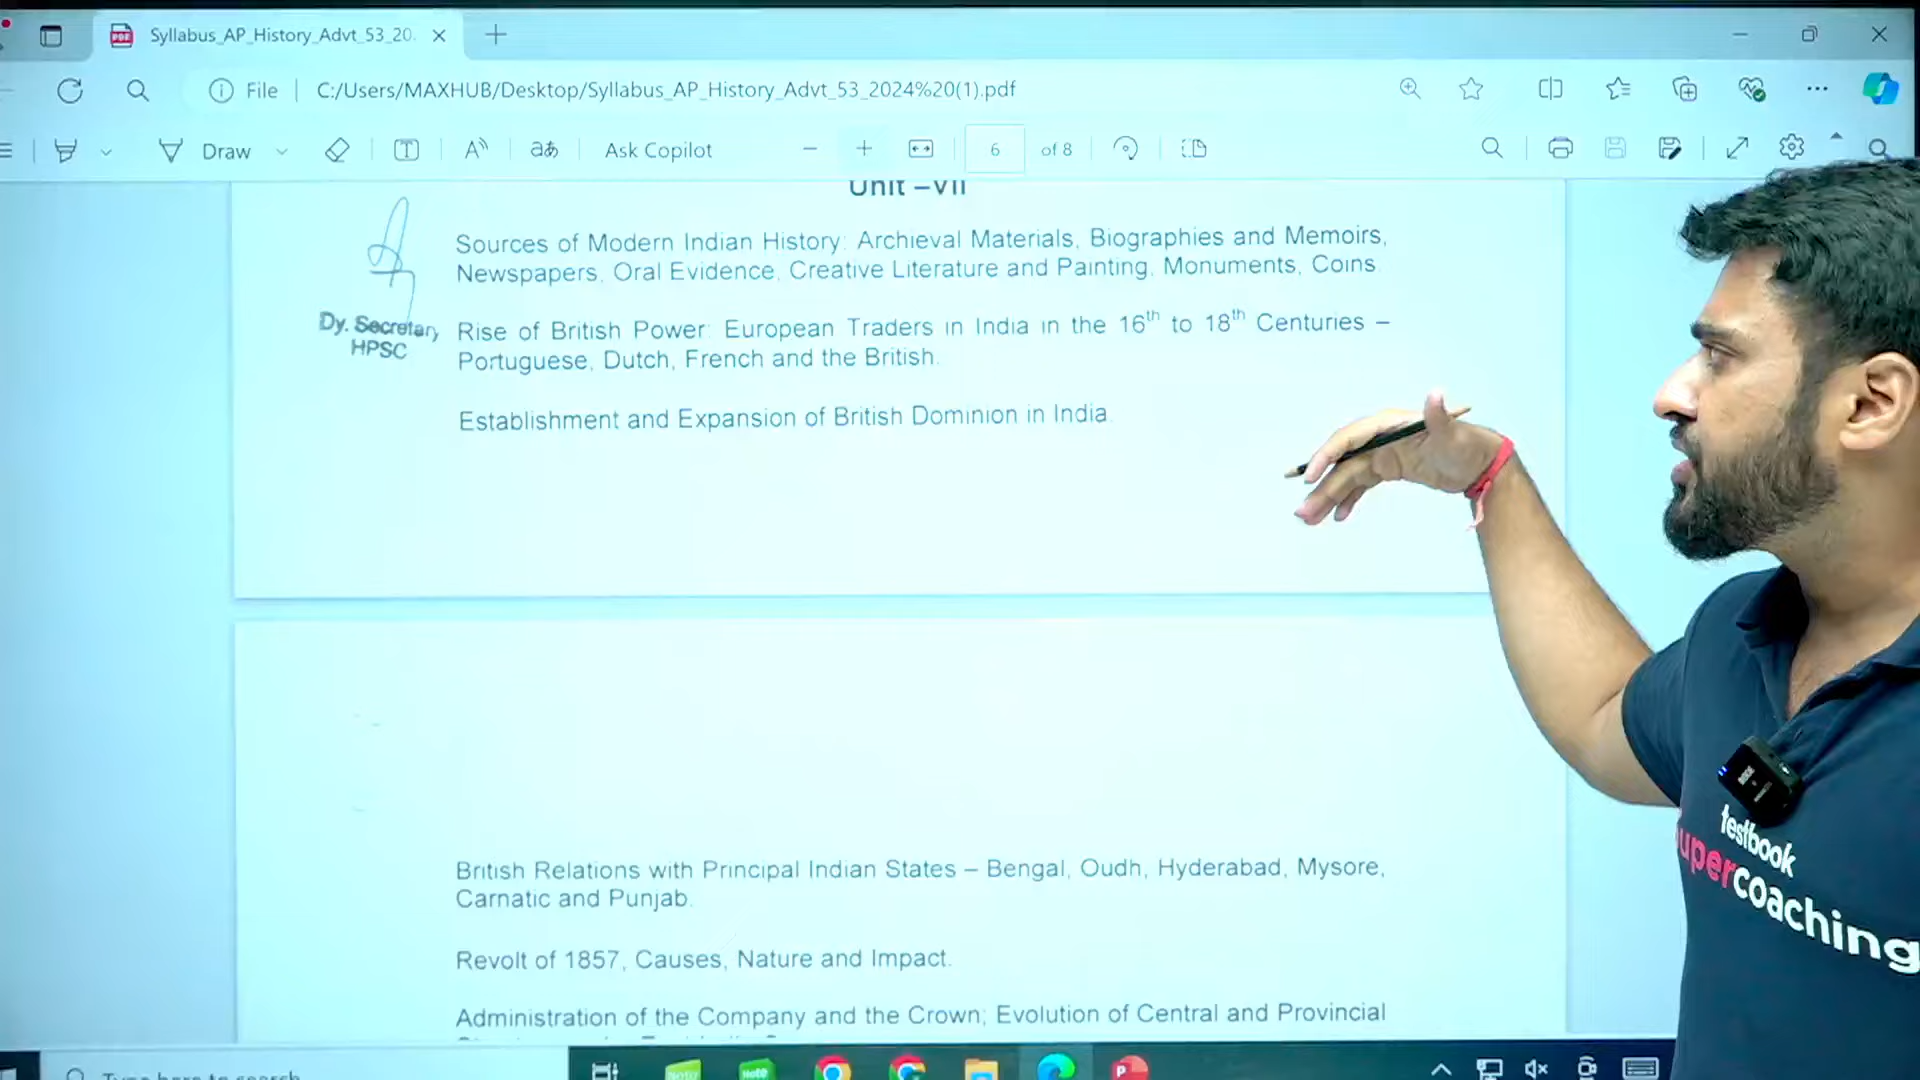 Syllabus_AP_History_Advt_53_20.
File
C:/Users/MAXHUB/Desktop/Syllabus_AP_History_Advt_53_2024%20(1).pdf
Draw
Ask Copilot
6
of 8
Unit –VII
Sources of Modern Indian History: Archieval Materials, Biographies and Memoirs,
Newspapers, Oral Evidence, Creative Literature and Painting, Monuments, Coins
Dy. Secretary
HPSC
Rise of British Power: European Traders in India in the 16th to 18th Centuries –
Portuguese, Dutch, French and the British.
Establishment and Expansion of British Dominion in India.
British Relations with Principal Indian States – Bengal, Oudh, Hyderabad, Mysore,
Carnatic and Punjab.
Revolt of 1857, Causes, Nature and Impact.
Administration of the Company and the Crown; Evolution of Central and Provincial
Type here to search
testbook
supercoaching